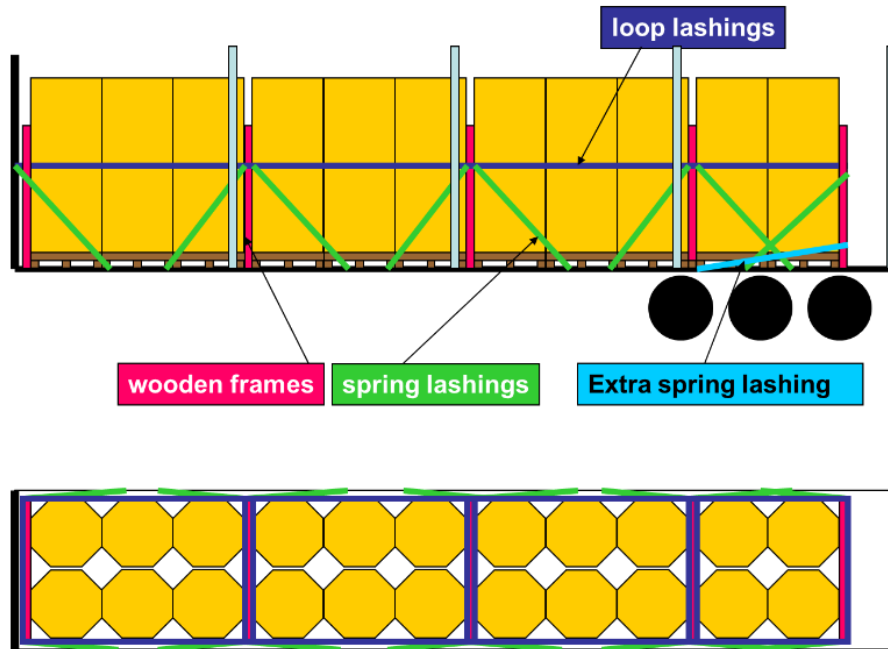 loop lashings
wooden frames
spring lashings
Extra spring lashing